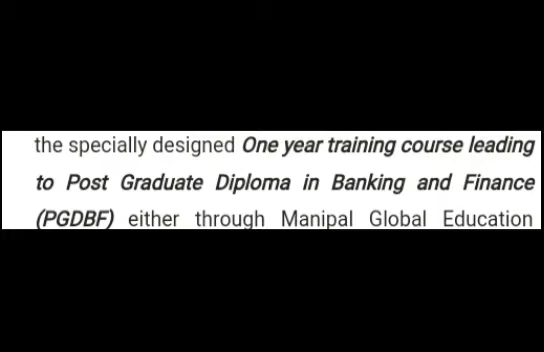 the specially designed One year training course leading
to Post Graduate Diploma in Banking and Finance
(PGDBF) either through Manipal Global Education